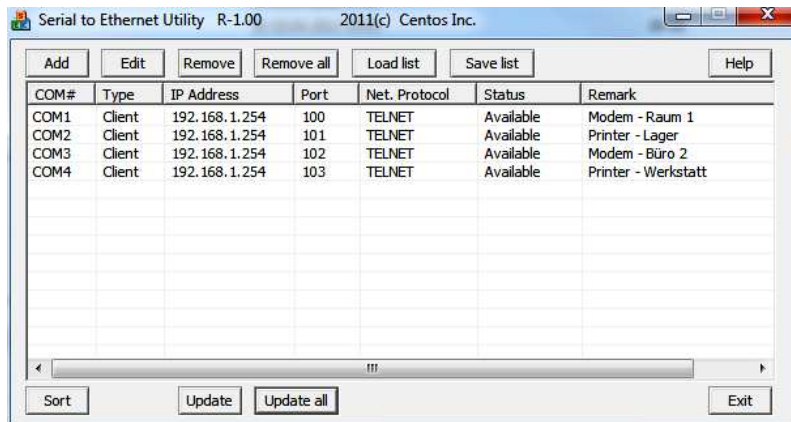 Serial to Ethernet Utility R-1.00 2011(c) Centos Inc.
Add Edit Remove Remove all Load list Save list Help
COM# Type IP Address Port Net. Protocol Status Remark
COM1 Client 192.168.1.254 100 TELNET Available Modem - Raum 1
COM2 Client 192.168.1.254 101 TELNET Available Printer - Lager
COM3 Client 192.168.1.254 102 TELNET Available Modem - Büro 2
COM4 Client 192.168.1.254 103 TELNET Available Printer - Werkstatt
Sort Update Update all Exit